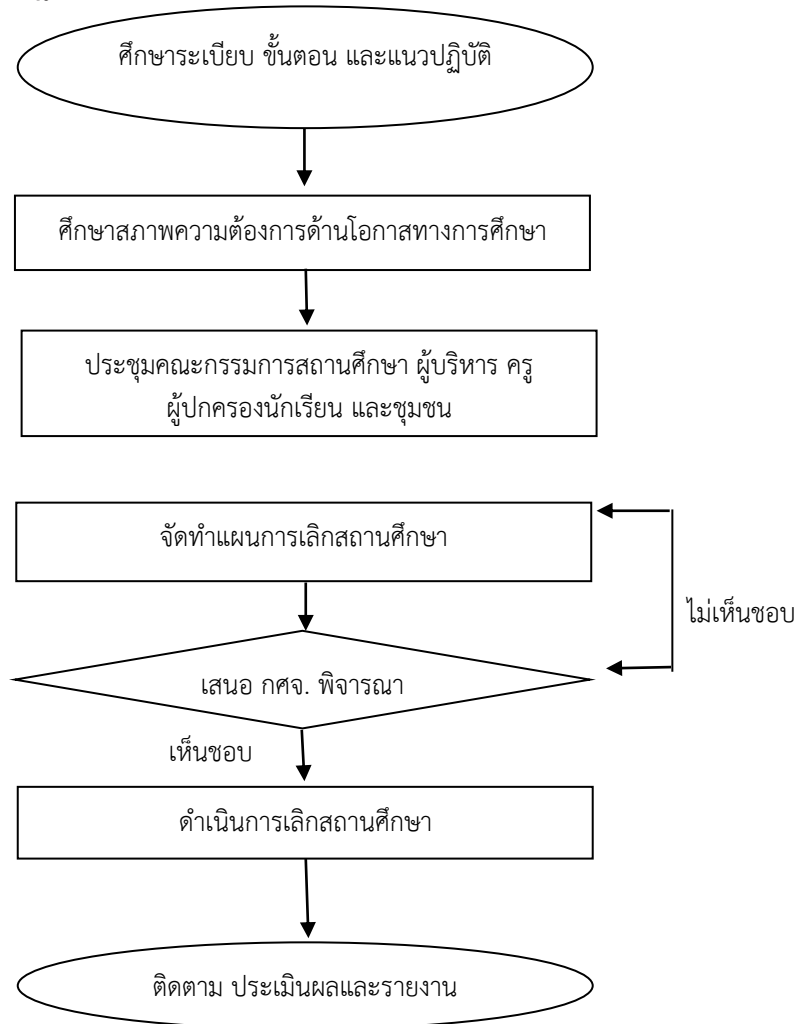 ศึกษาระเบียบ ขั้นตอน และแนวปฏิบัติ
ศึกษาสภาพความต้องการด้านโอกาสทางการศึกษา
ประชุมคณะกรรมการสถานศึกษา ผู้บริหาร ครู
ผู้ปกครองนักเรียน และชุมชน
จัดทำแผนการเลิกสถานศึกษา
ไม่เห็นชอบ
เสนอ กศจ. พิจารณา
เห็นชอบ
ดำเนินการเลิกสถานศึกษา
ติดตาม ประเมินผลและรายงาน